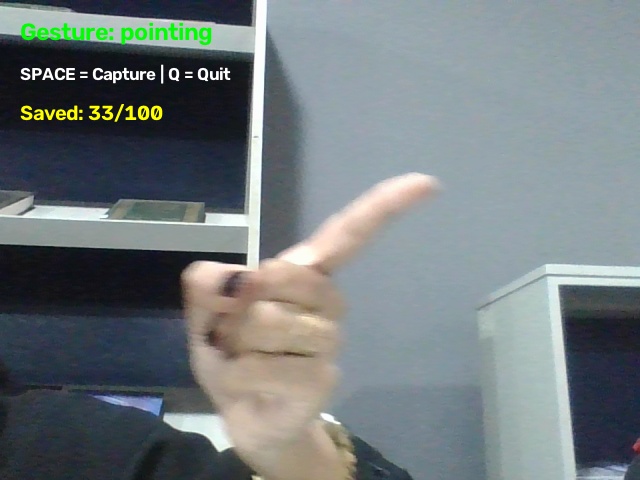 Gesture: pointing
SPACE = Capture | Q = Quit
Saved: 33/100